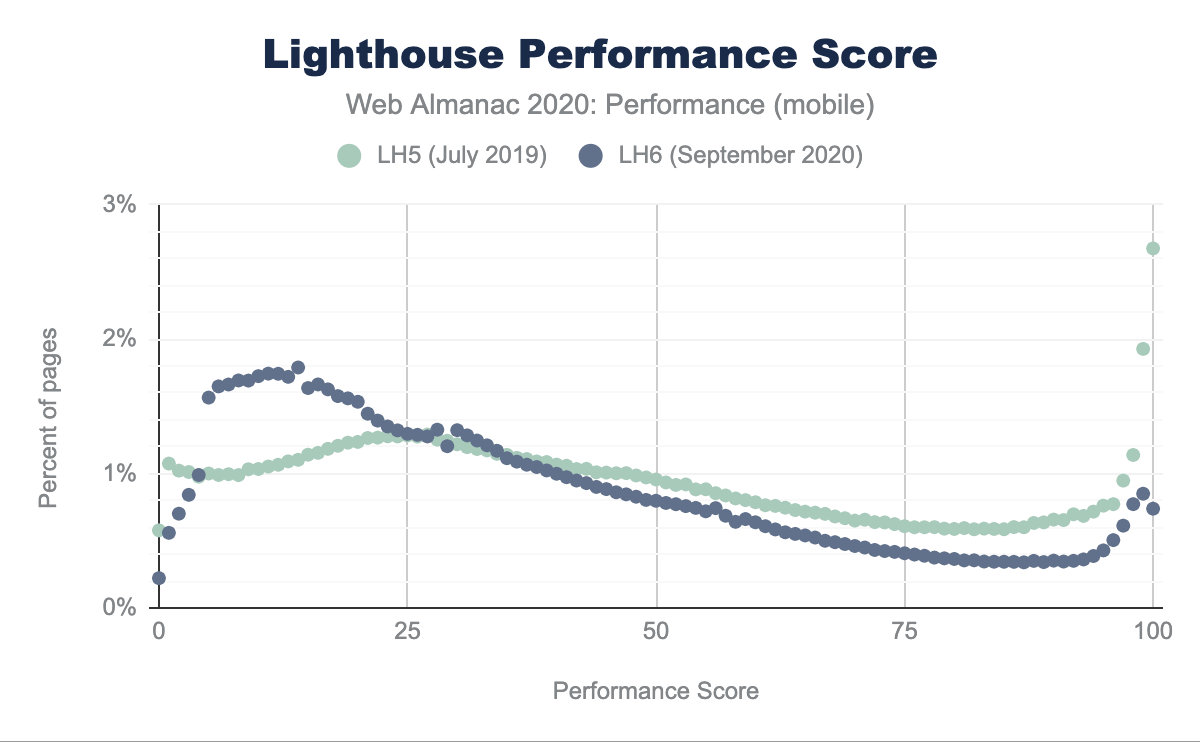 Lighthouse Performance Score
Web Almanac 2020: Performance (mobile)
LH5 (July 2019) LH6 (September 2020)
3%
2%
1%
0%
Percent of pages
0 25 50 75 100
Performance Score